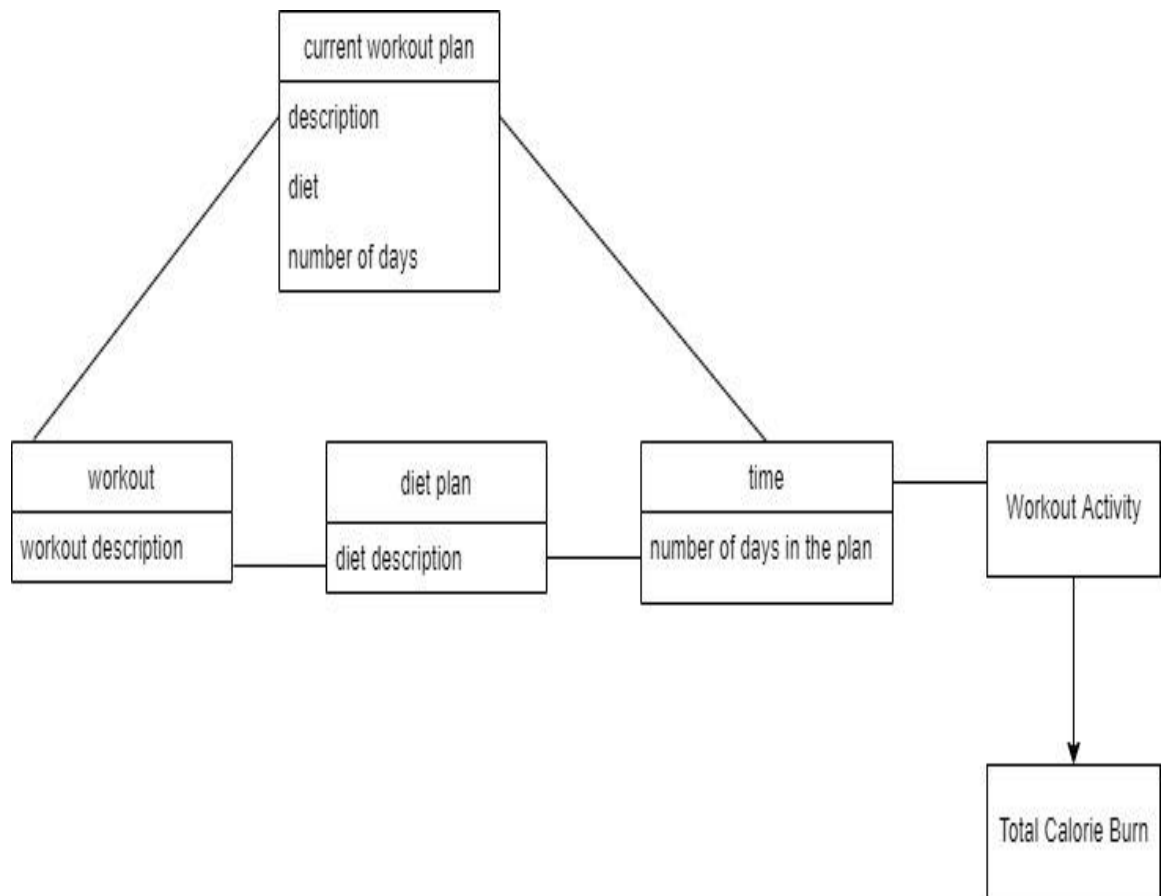 current workout plan
description
diet
number of days
workout
workout description
diet plan
diet description
time
number of days in the plan
Workout Activity
Total Calorie Burn